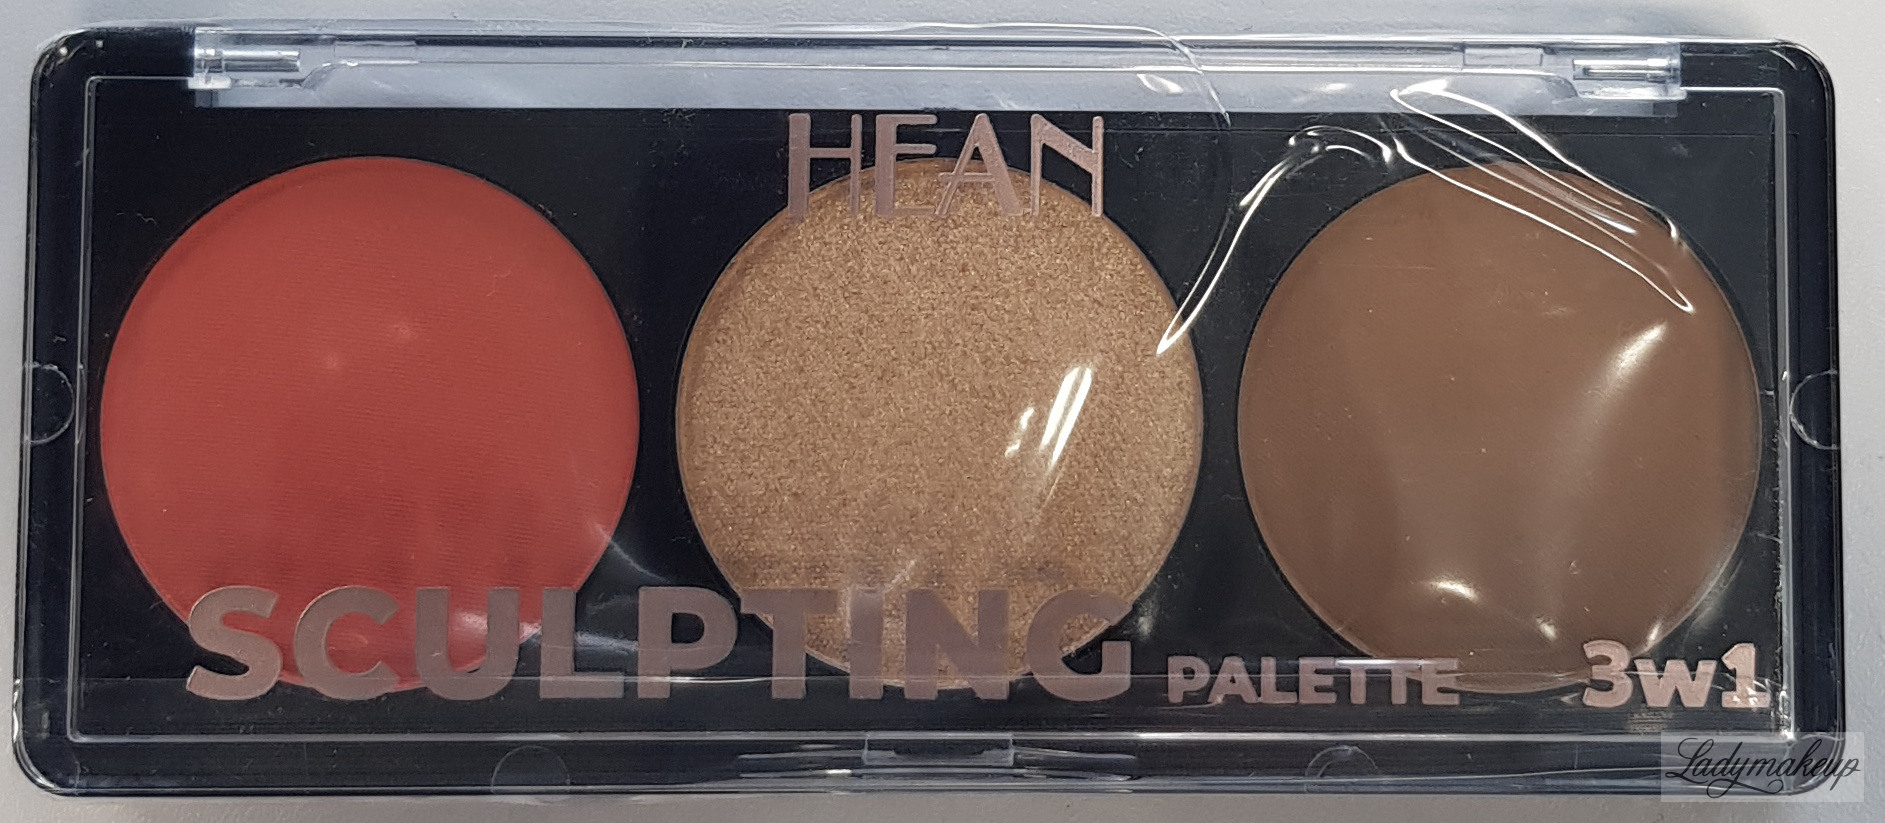 HEAN
SCULPTING PALETTE 3w1
Ladymakeup